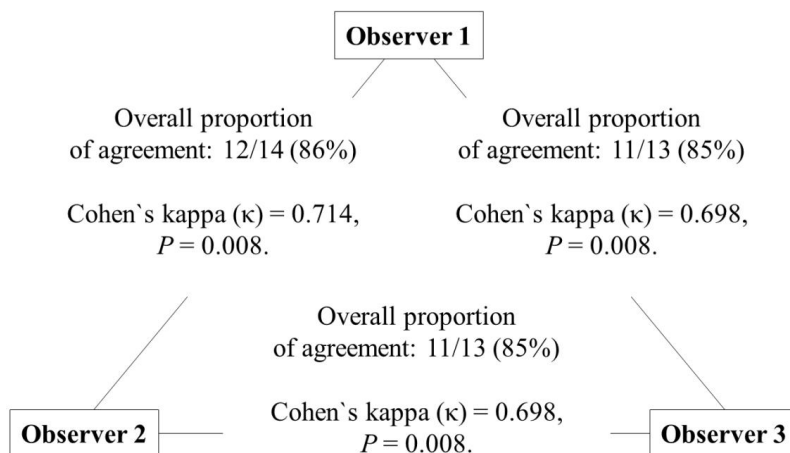 Observer 1
Overall proportion
of agreement: 12/14 (86%)
Cohen`s kappa (κ) = 0.714,
P = 0.008.
Overall proportion
of agreement: 11/13 (85%)
Cohen`s kappa (κ) = 0.698,
P = 0.008.
Overall proportion
of agreement: 11/13 (85%)
Cohen`s kappa (κ) = 0.698,
P = 0.008.
Observer 2
Observer 3